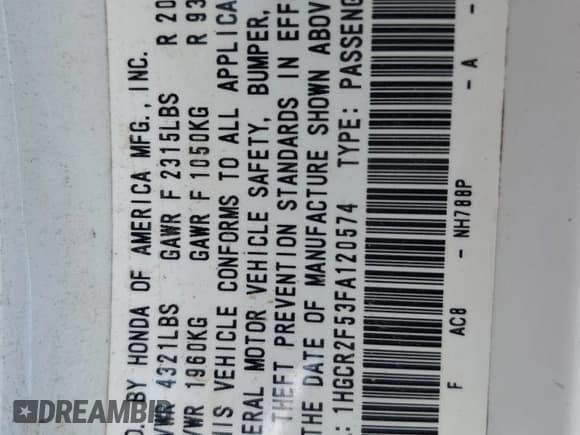 D. BY HONDA OF AMERICA MFG., INC.
VWR 4321LBS GAWR F 2315LBS R 20
/WR 1960KG GAWR F 1050KG R 93
HIS VEHICLE CONFORMS TO ALL APPLICA
ERAL MOTOR VEHICLE SAFETY, BUMPER,
THEFT PREVENTION STANDARDS IN EFF
THE DATE OF MANUFACTURE SHOWN ABOV
.: 1HGCR2F53FA120574 TYPE: PASSENG
F AC8 - NH788P - A -
DREAMBID